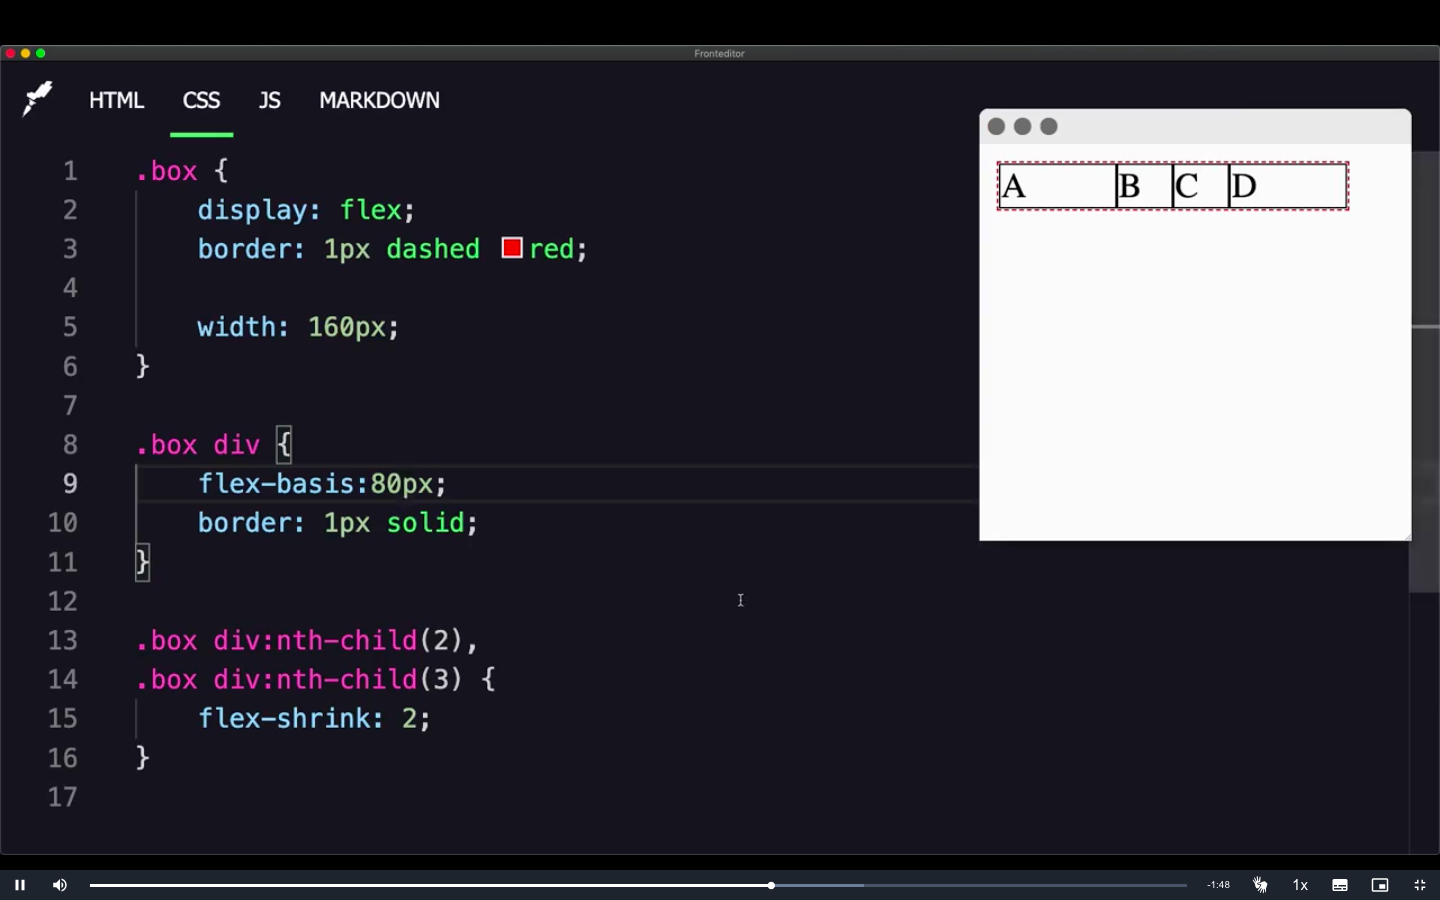 Fronteditor
HTML CSS JS MARKDOWN
1 .box {
2 display: flex;
3 border: 1px dashed red;
4
5 width: 160px;
6 }
7
8 .box div {
9 flex-basis:80px;
10 border: 1px solid;
11 }
12
13 .box div:nth-child(2),
14 .box div:nth-child(3) {
15 flex-shrink: 2;
16 }
17
A B C D
-1:48 1x